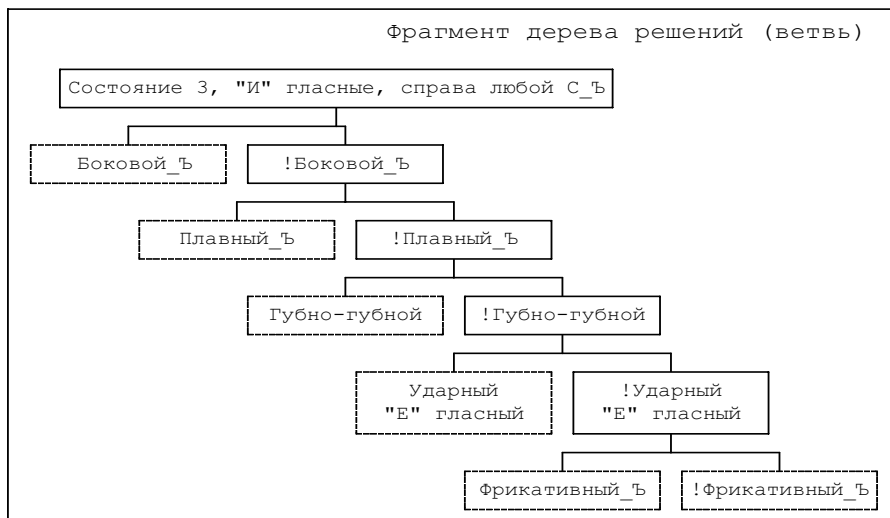 Фрагмент дерева решений (ветвь)
Состояние 3, "И" гласные, справа любой С_Ъ
Боковой_Ъ
!Боковой_Ъ
Плавный_Ъ
!Плавный_Ъ
Губно-губной
!Губно-губной
Ударный
"Е" гласный
!Ударный
"Е" гласный
Фрикативный_Ъ
!Фрикативный_Ъ